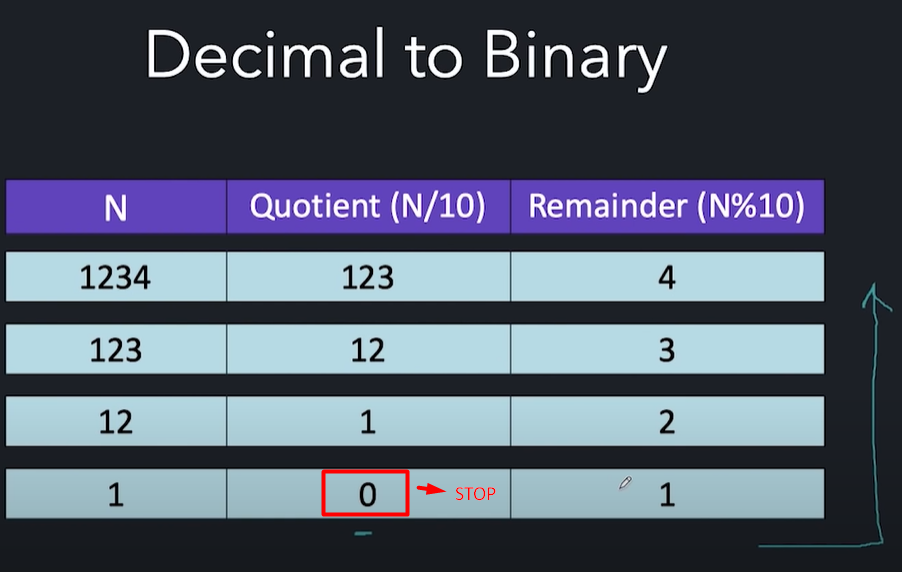 Decimal to Binary
N Quotient (N/10) Remainder (N%10)
1234 123 4
123 12 3
12 1 2
1 0 STOP 1